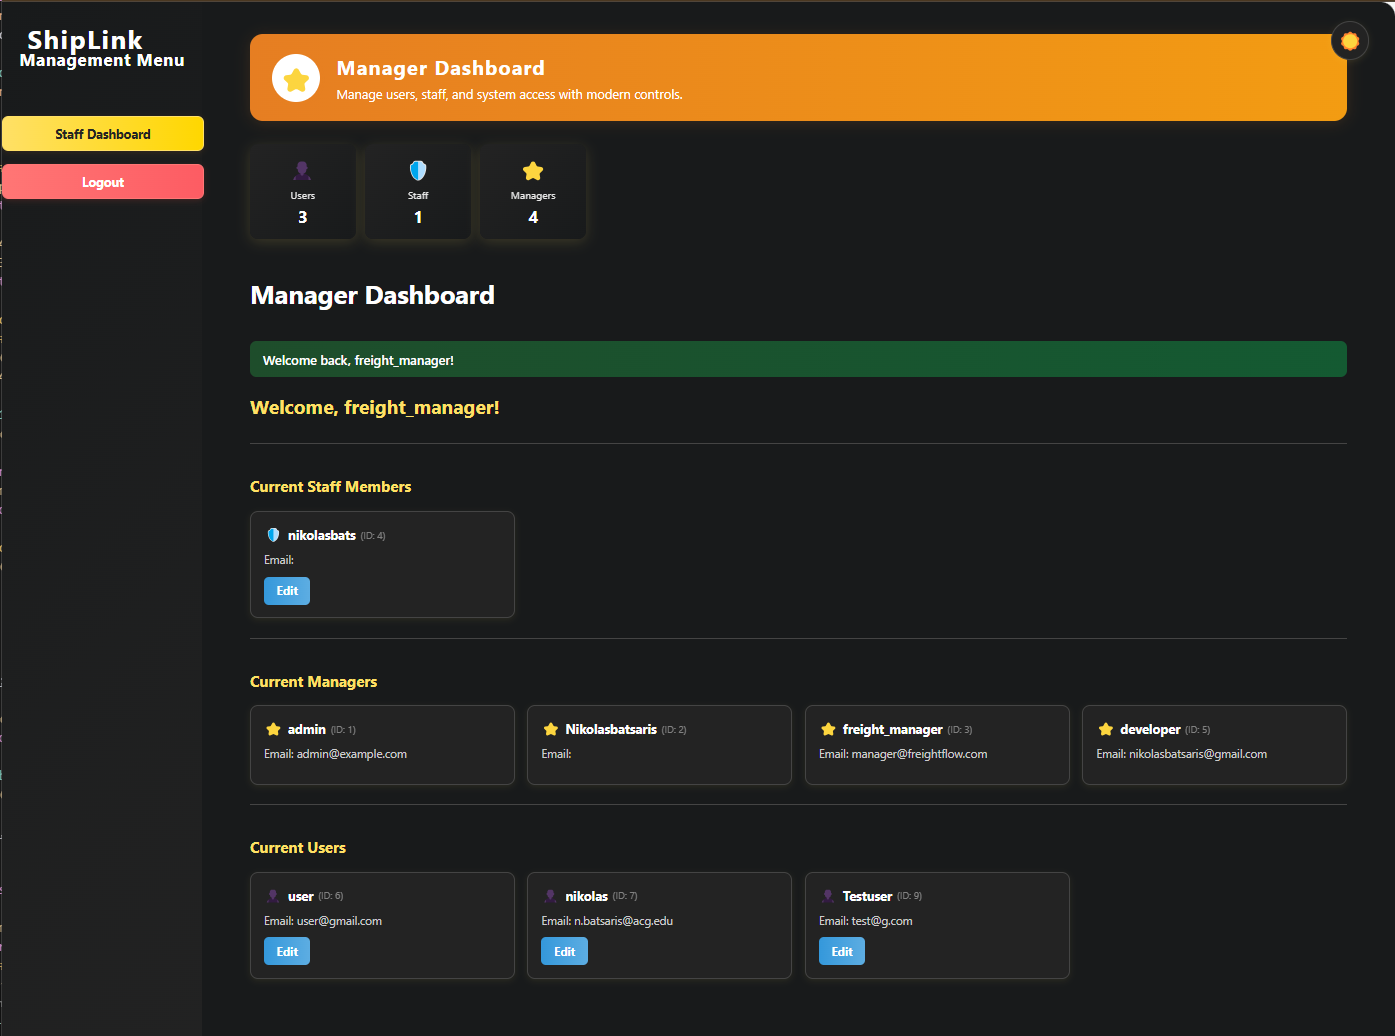 ShipLink
Management Menu
Staff Dashboard
Logout
Manager Dashboard
Manage users, staff, and system access with modern controls.
Users
3
Staff
1
Managers
4
Manager Dashboard
Welcome back, freight_manager!
Welcome, freight_manager!
Current Staff Members
nikolasbats (ID: 4)
Email:
Edit
Current Managers
admin (ID: 1)
Email: admin@example.com
Nikolasbatsaris (ID: 2)
Email:
freight_manager (ID: 3)
Email: manager@freightflow.com
developer (ID: 5)
Email: nikolasbatsaris@gmail.com
Current Users
user (ID: 6)
Email: user@gmail.com
Edit
nikolas (ID: 7)
Email: n.batsaris@acg.edu
Edit
Testuser (ID: 9)
Email: test@g.com
Edit